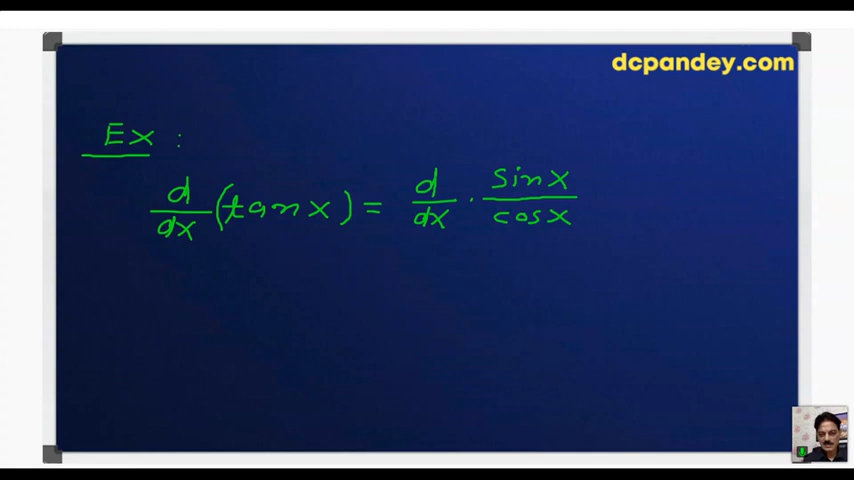 dcpandey.com
Ex :
d/dx (tan x) = d/dx · sin x/cos x